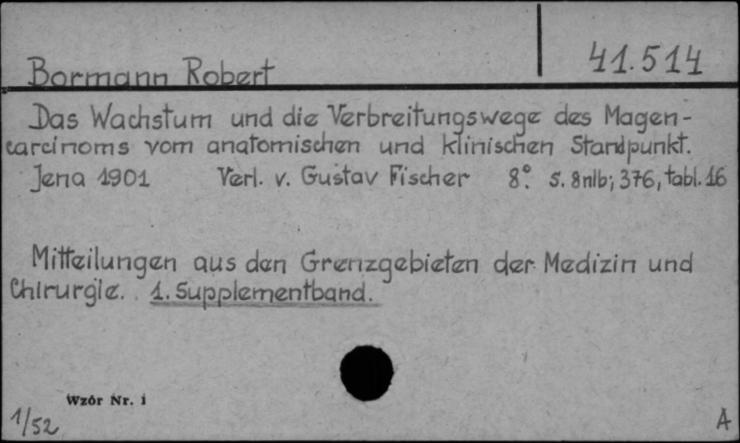 41.514
Bormann Robert
Das Wachstum und die Verbreitungswege des Magen-
carcinoms vom anatomischen und klinischen Standpunkt.
Jena 1901 Verl. v. Gustav Fischer 8° s. 8nlb; 376, tabl. 16
Mitteilungen aus den Grenzgebieten der Medizin und
Chirurgie. 1. Supplementband.
Wzór Nr. 1
1/52
A